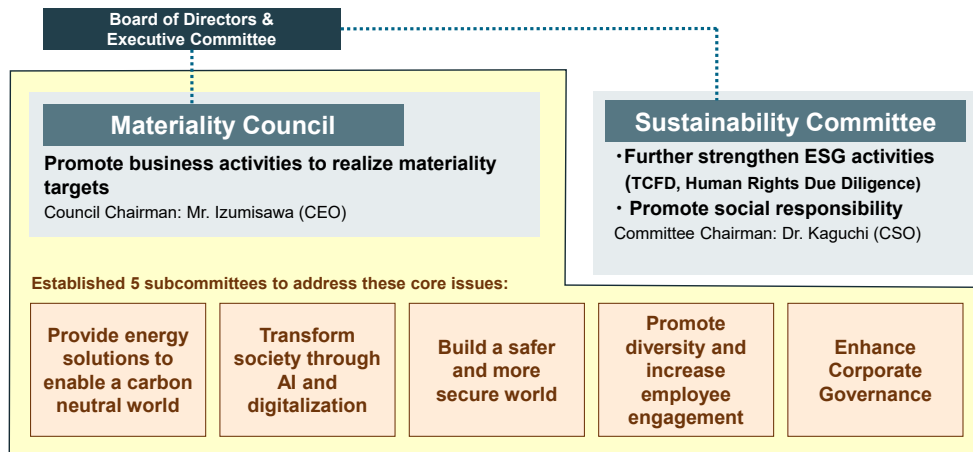 Board of Directors &
Executive Committee
Materiality Council
Promote business activities to realize materiality
targets
Council Chairman: Mr. Izumisawa (CEO)
Sustainability Committee
・Further strengthen ESG activities
(TCFD, Human Rights Due Diligence)
・ Promote social responsibility
Committee Chairman: Dr. Kaguchi (CSO)
Established 5 subcommittees to address these core issues:
Provide energy
solutions to
enable a carbon
neutral world
Transform
society through
AI and
digitalization
Build a safer
and more
secure world
Promote
diversity and
increase
employee
engagement
Enhance
Corporate
Governance